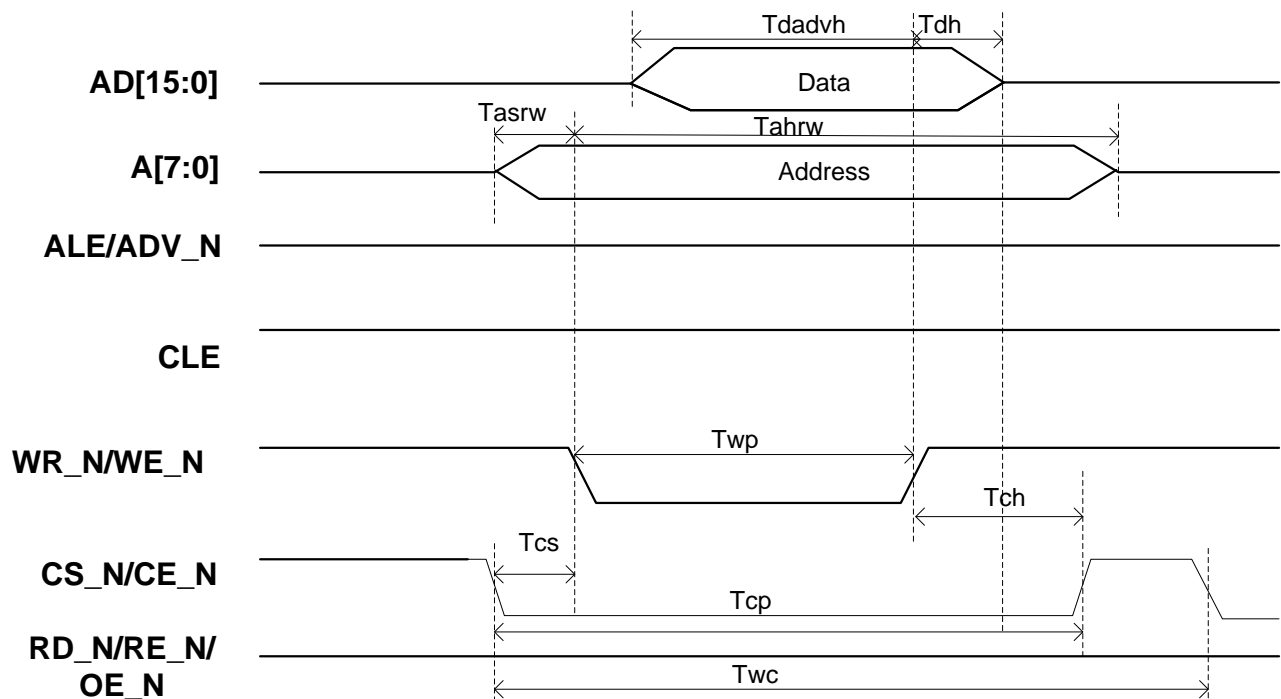 Tdadvh Tdh
AD[15:0]
Data
Tasrw
Tahrw
A[7:0]
Address
ALE/ADV_N
CLE
Twp
WR_N/WE_N
Tch
Tcs
CS_N/CE_N
Tcp
RD_N/RE_N/
OE_N
Twc